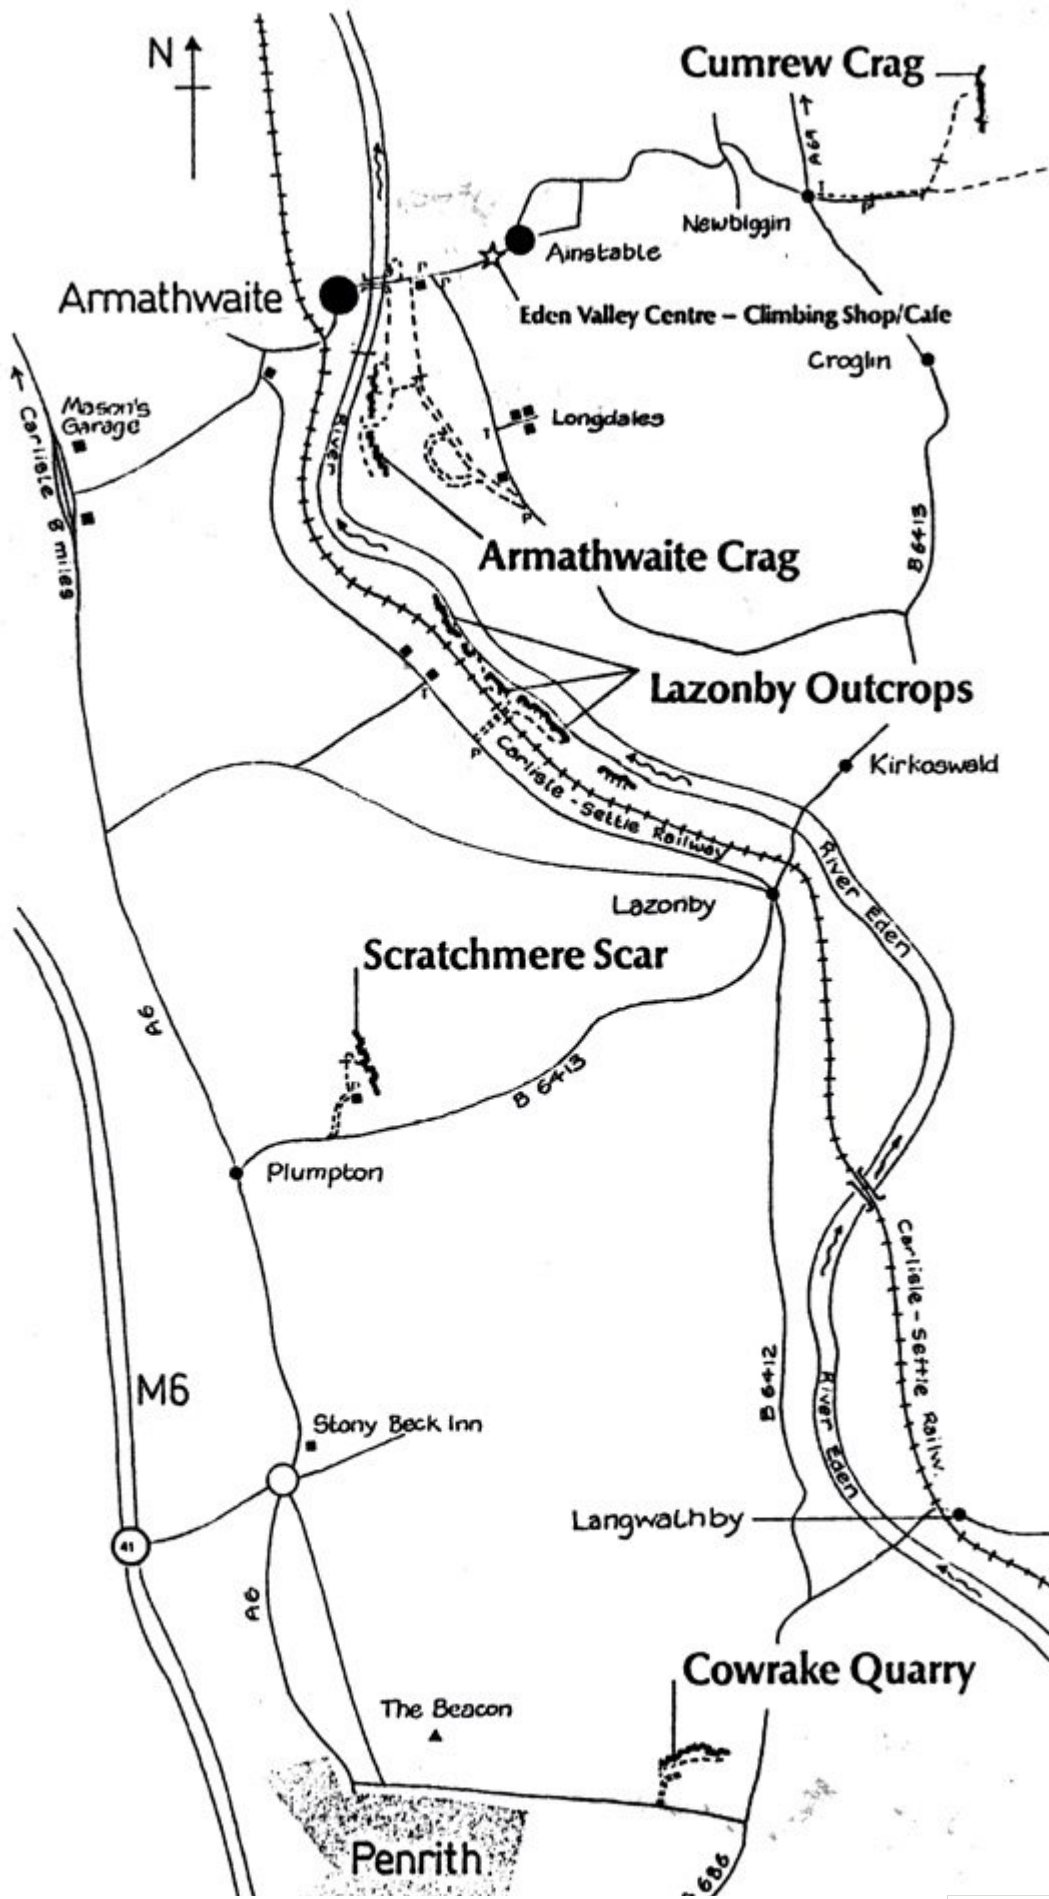 N
Cumrew Crag
A69
Newbiggin
Ainstable
Armathwaite
Eden Valley Centre – Climbing Shop/Cafe
Croglin
Mason's
Garage
Carlisle 8 miles
River
Longdales
T
P
B6413
Armathwaite Crag
Lazonby Outcrops
T
P
Carlisle - Settle Railway
Kirkoswald
River Eden
Lazonby
Scratchmere Scar
A6
B 6413
Plumpton
Carlisle - Settle Railw.
M6
B 6412
River Eden
Stony Beck Inn
Langwathby
41
A6
Cowrake Quarry
The Beacon
Penrith
686